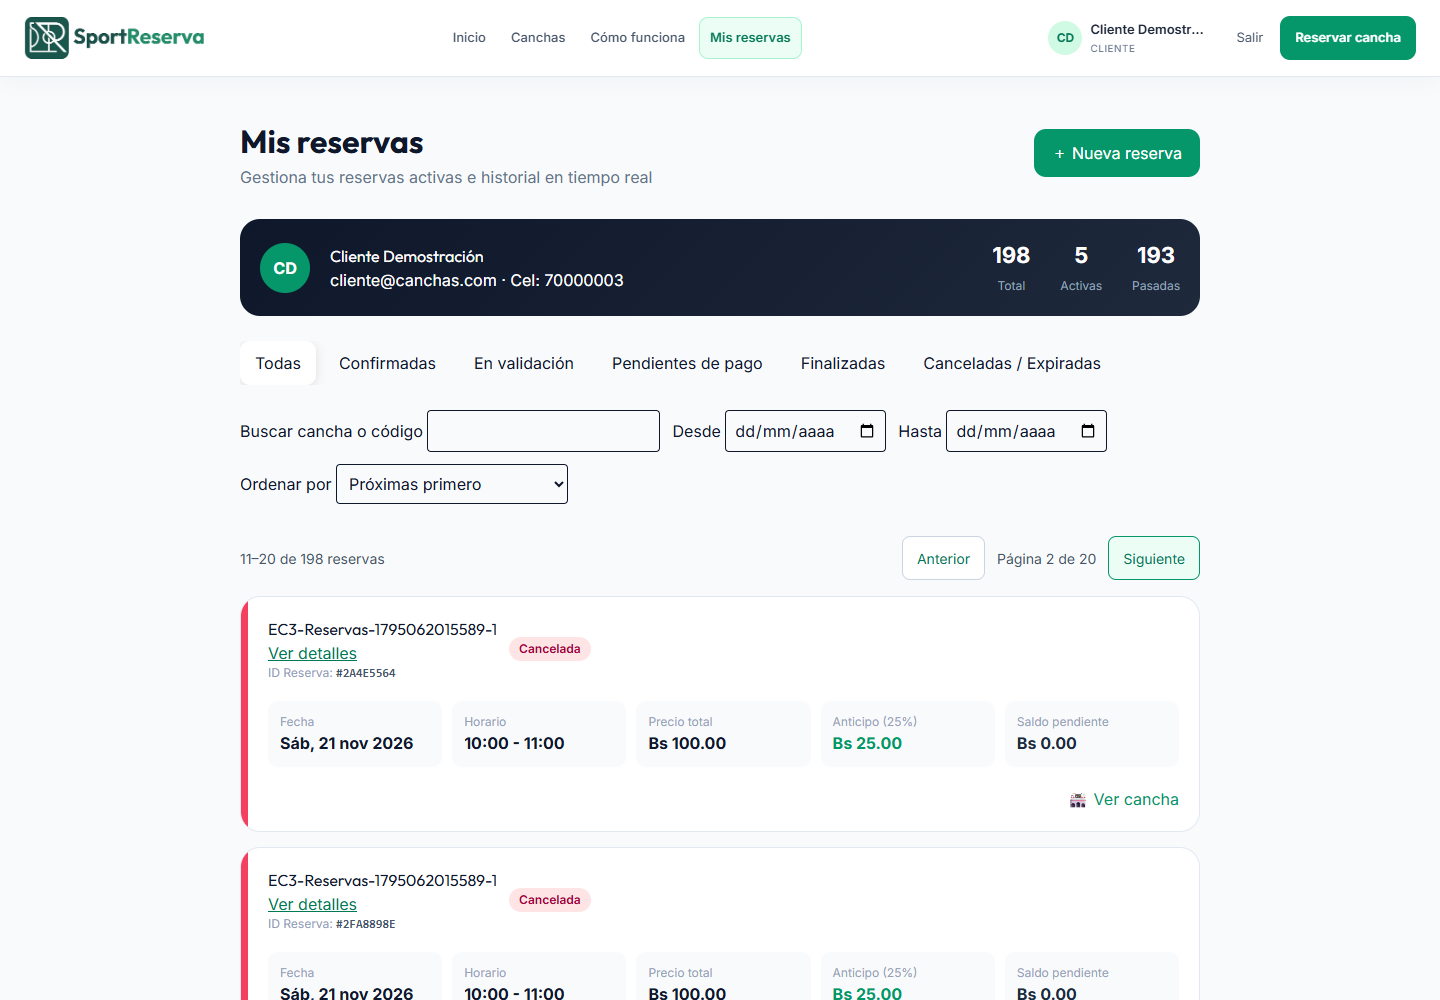 SportReserva
Inicio
Canchas
Cómo funciona
Mis reservas
CD
Cliente Demostr...
CLIENTE
Salir
Reservar cancha
Mis reservas
Gestiona tus reservas activas e historial en tiempo real
+ Nueva reserva
CD
Cliente Demostración
cliente@canchas.com · Cel: 70000003
198
Total
5
Activas
193
Pasadas
Todas
Confirmadas
En validación
Pendientes de pago
Finalizadas
Canceladas / Expiradas
Buscar cancha o código
Desde
dd/mm/aaaa
Hasta
dd/mm/aaaa
Ordenar por
Próximas primero
11–20 de 198 reservas
Anterior
Página 2 de 20
Siguiente
EC3-Reservas-1795062015589-1
Ver detalles
ID Reserva: #2A4E5564
Cancelada
Fecha
Sáb, 21 nov 2026
Horario
10:00 - 11:00
Precio total
Bs 100.00
Anticipo (25%)
Bs 25.00
Saldo pendiente
Bs 0.00
Ver cancha
EC3-Reservas-1795062015589-1
Ver detalles
ID Reserva: #2FA8898E
Cancelada
Fecha
Sáb, 21 nov 2026
Horario
10:00 - 11:00
Precio total
Bs 100.00
Anticipo (25%)
Bs 25.00
Saldo pendiente
Bs 0.00